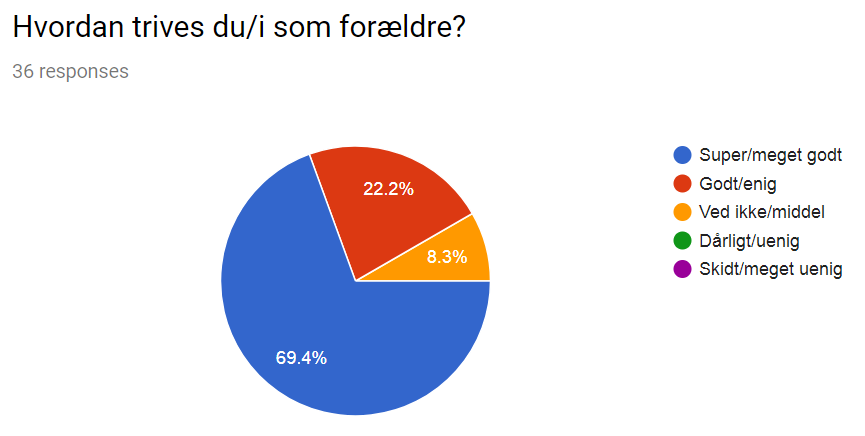 Hvordan trives du/i som forældre?
36 responses
22.2%
8.3%
69.4%
Super/meget godt
Godt/enig
Ved ikke/middel
Dårligt/uenig
Skidt/meget uenig